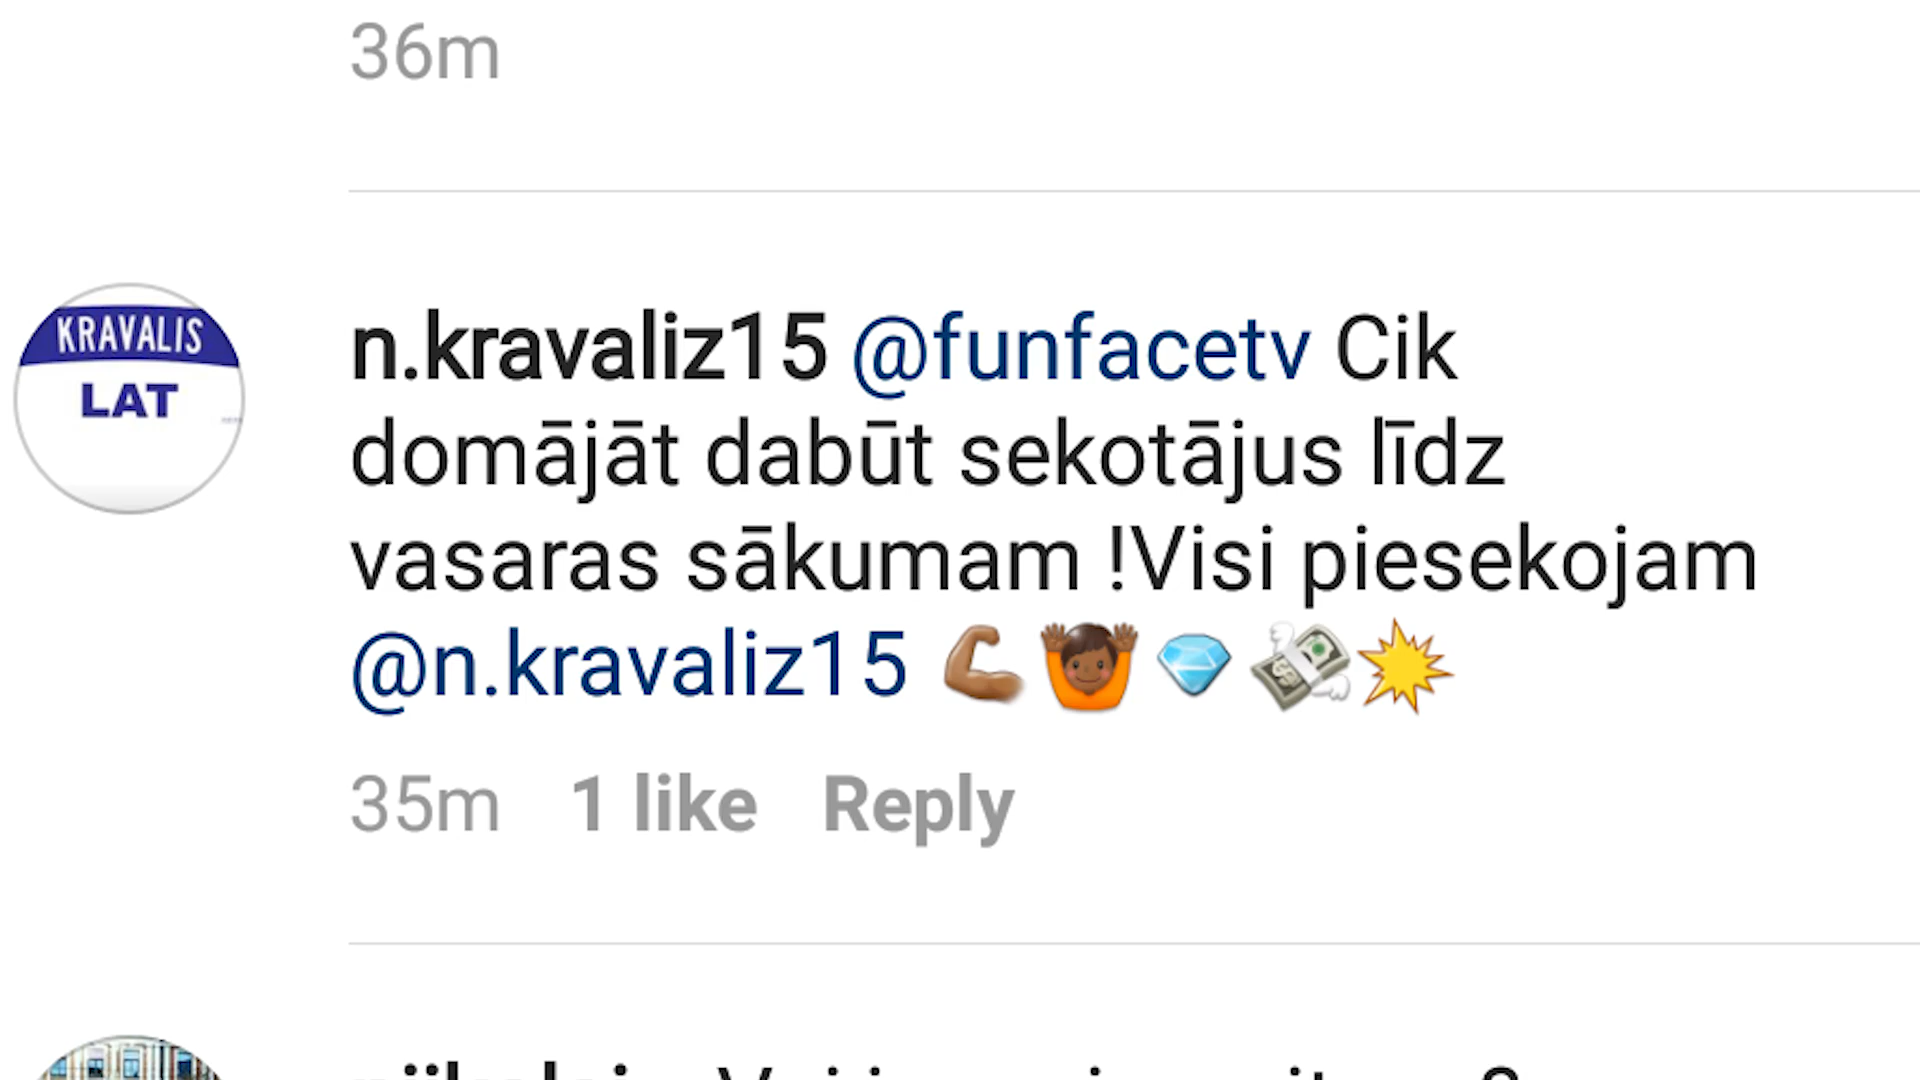 36m
KRAVALIS
LAT
n.kravaliz15 @funfacetv Cik
domājāt dabūt sekotājus līdz
vasaras sākumam !Visi piesekojam
@n.kravaliz15 💪🏾🙆🏾💎💸💥
35m 1 like Reply